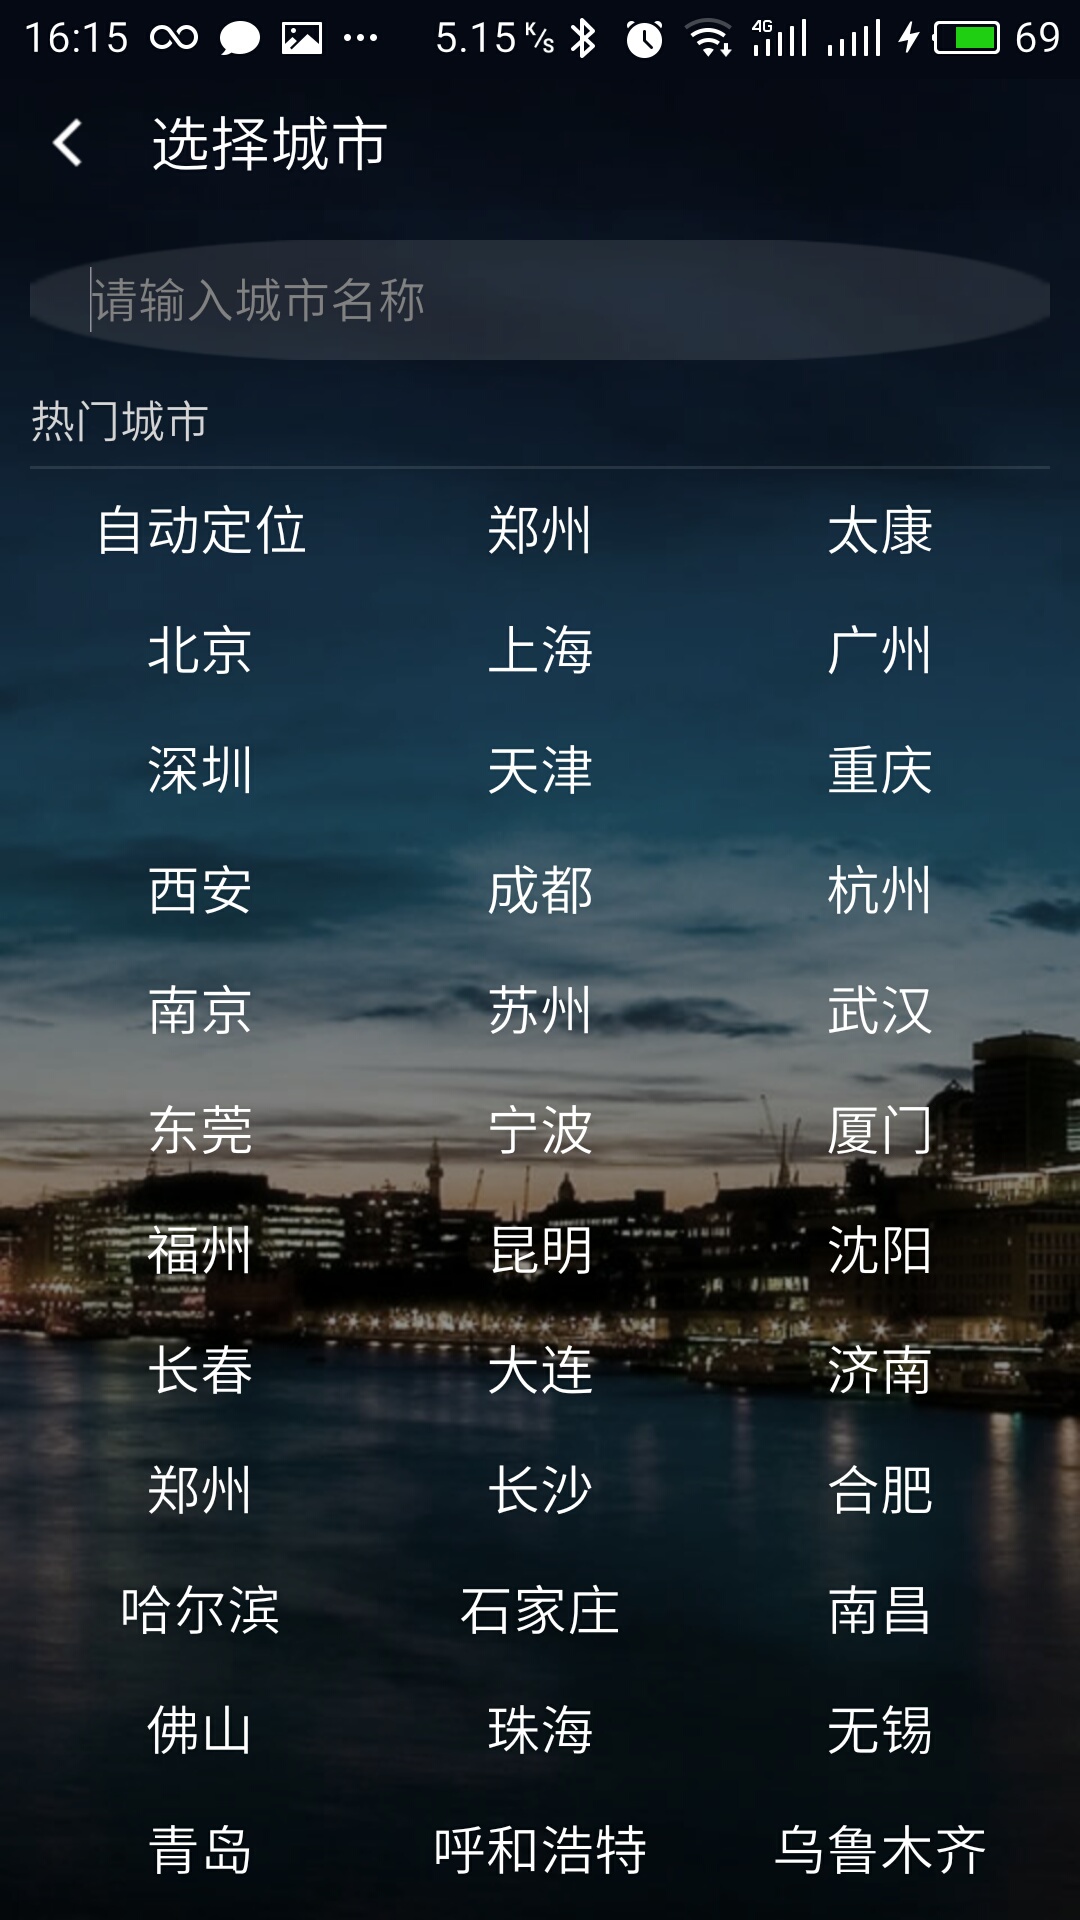 16:15 5.15 K/s 4G 69
选择城市
请输入城市名称
热门城市
自动定位 郑州 太康
北京 上海 广州
深圳 天津 重庆
西安 成都 杭州
南京 苏州 武汉
东莞 宁波 厦门
福州 昆明 沈阳
长春 大连 济南
郑州 长沙 合肥
哈尔滨 石家庄 南昌
佛山 珠海 无锡
青岛 呼和浩特 乌鲁木齐